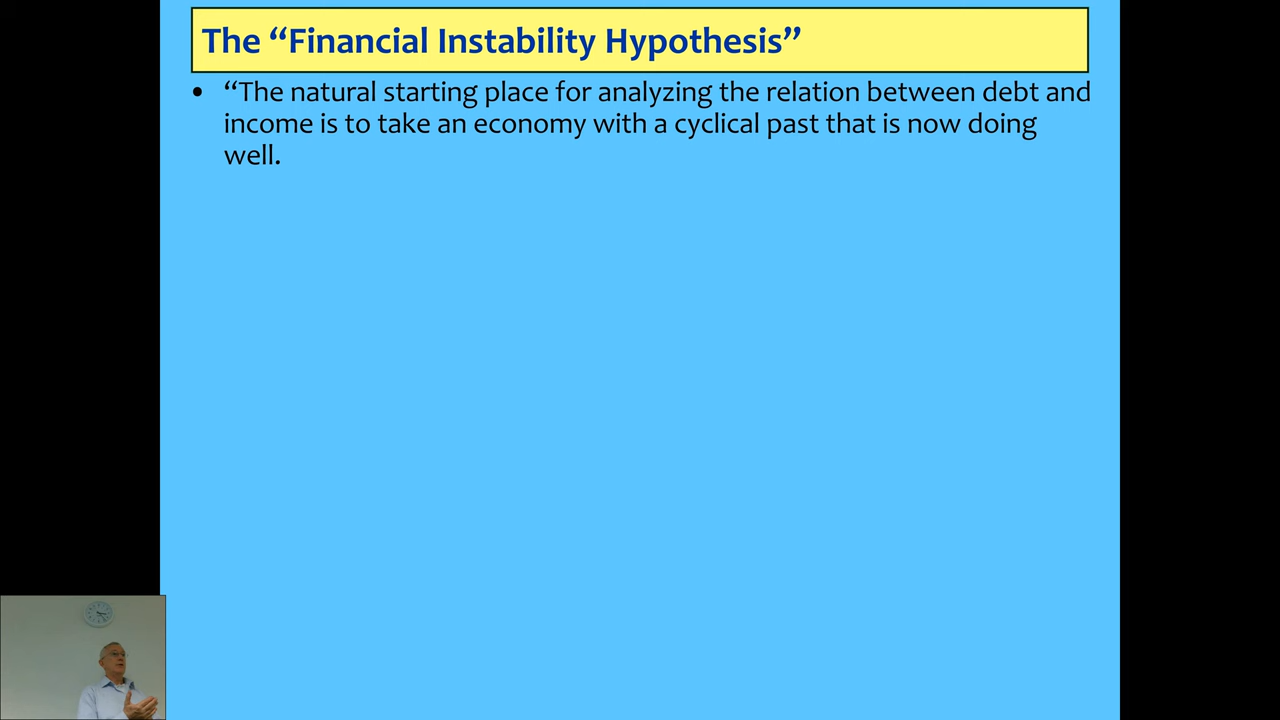 The “Financial Instability Hypothesis”
• “The natural starting place for analyzing the relation between debt and
income is to take an economy with a cyclical past that is now doing
well.